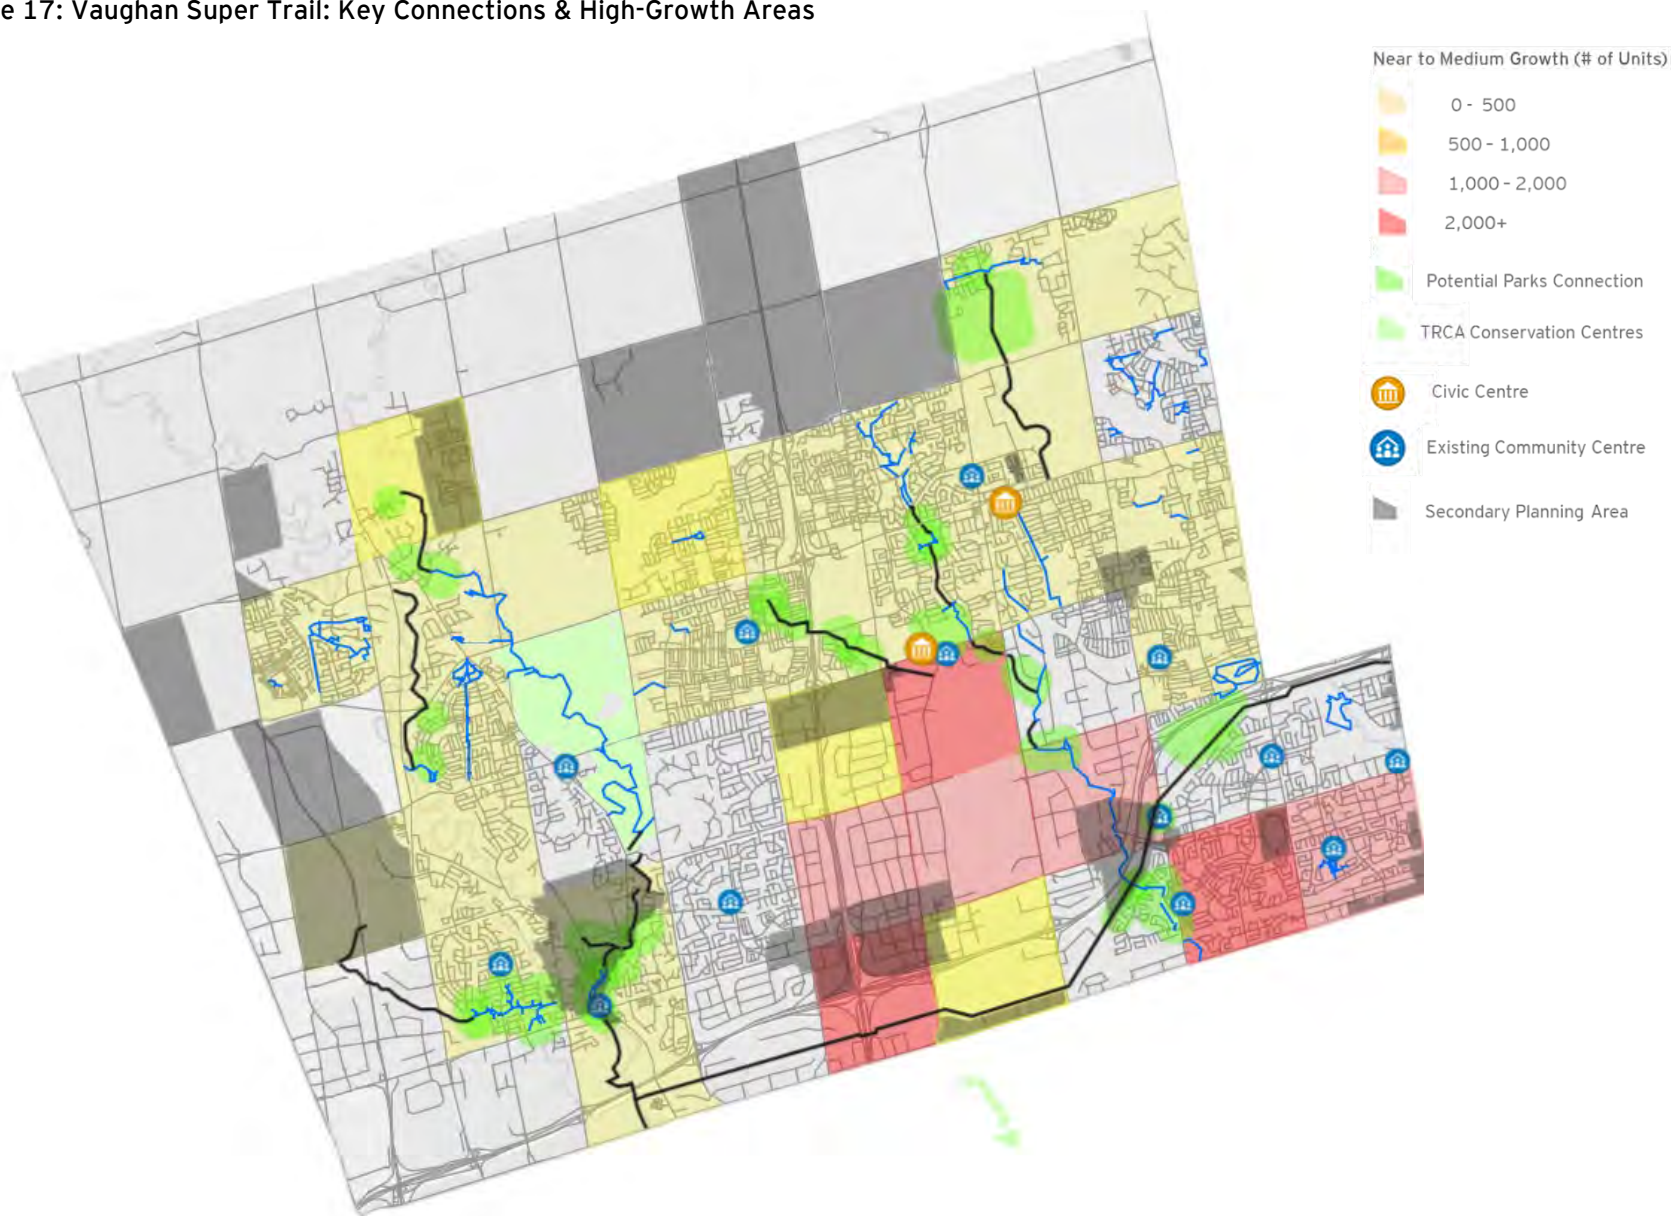 e 17: Vaughan Super Trail: Key Connections & High-Growth Areas
Near to Medium Growth (# of Units)
0 - 500
500 - 1,000
1,000 - 2,000
2,000+
Potential Parks Connection
TRCA Conservation Centres
Civic Centre
Existing Community Centre
Secondary Planning Area